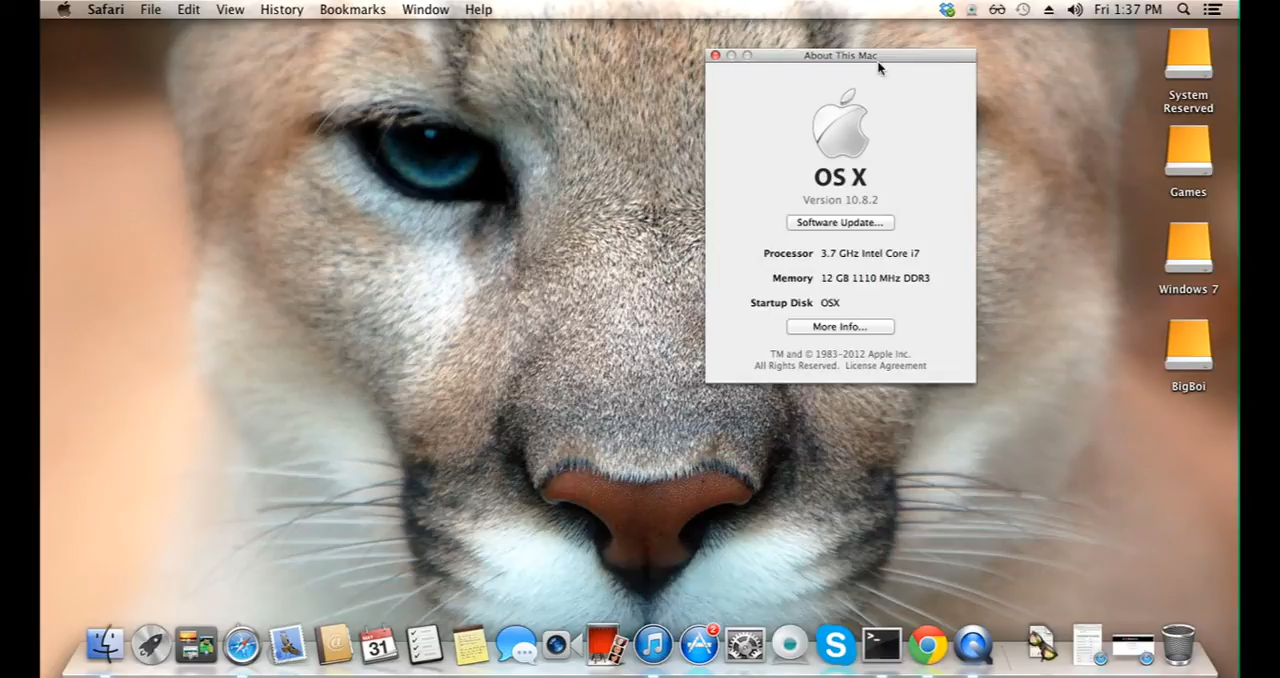 Safari File Edit View History Bookmarks Window Help Fri 1:37 PM
About This Mac
OS X
Version 10.8.2
Software Update...
Processor 3.7 GHz Intel Core i7
Memory 12 GB 1110 MHz DDR3
Startup Disk OSX
More Info...
TM and © 1983-2012 Apple Inc.
All Rights Reserved. License Agreement
System
Reserved
Games
Windows 7
BigBoi
31
2
S